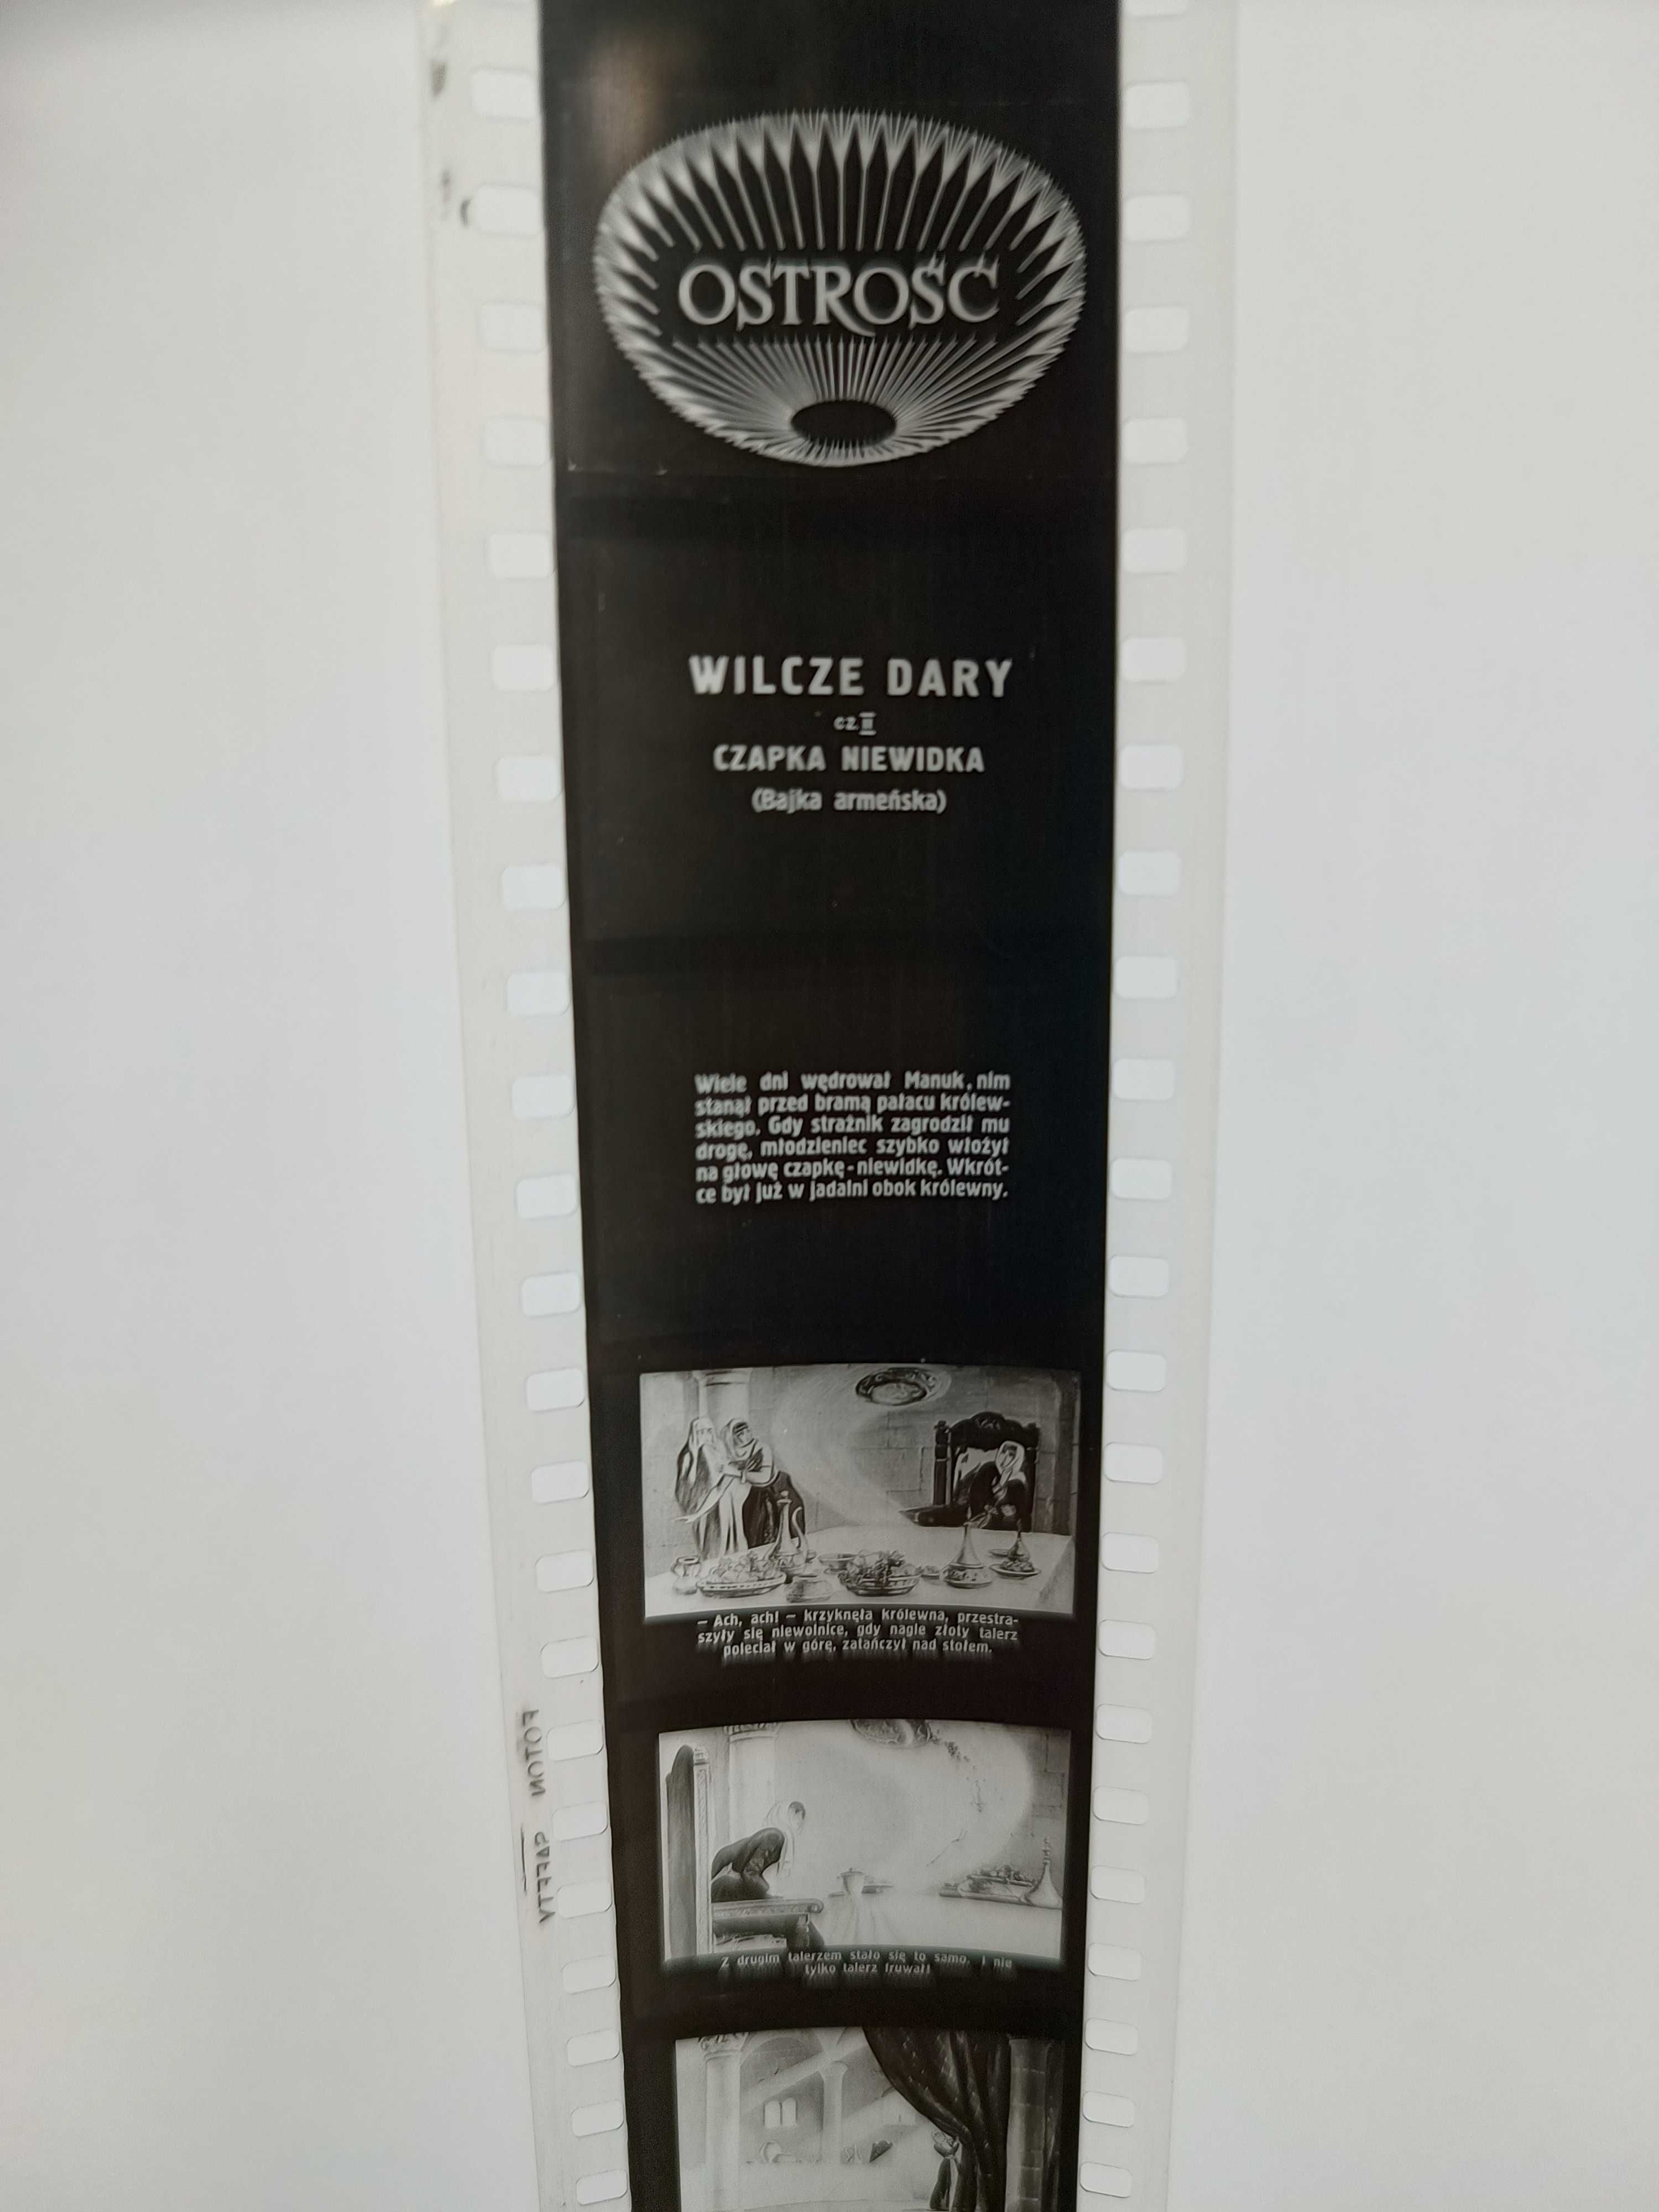 OSTROŚĆ
WILCZE DARY
cz. II
CZAPKA NIEWIDKA
(Bajka armeńska)
Wiele dni wędrował Manuk, nim
stanął przed bramą pałacu królew-
skiego. Gdy strażnik zagrodził mu
drogę, młodzieniec szybko włożył
na głowę czapkę-niewidkę. Wkrót-
ce był już w jadalni obok królewny.
— Ach, ach! — krzyknęła królewna, przestra-
szyły się niewolnice, gdy nagle złoty talerz
poleciał w górę, zatańczył nad stołem.
Z drugim talerzem stało się to samo. I nie
tylko talerz fruwał!
FOTON